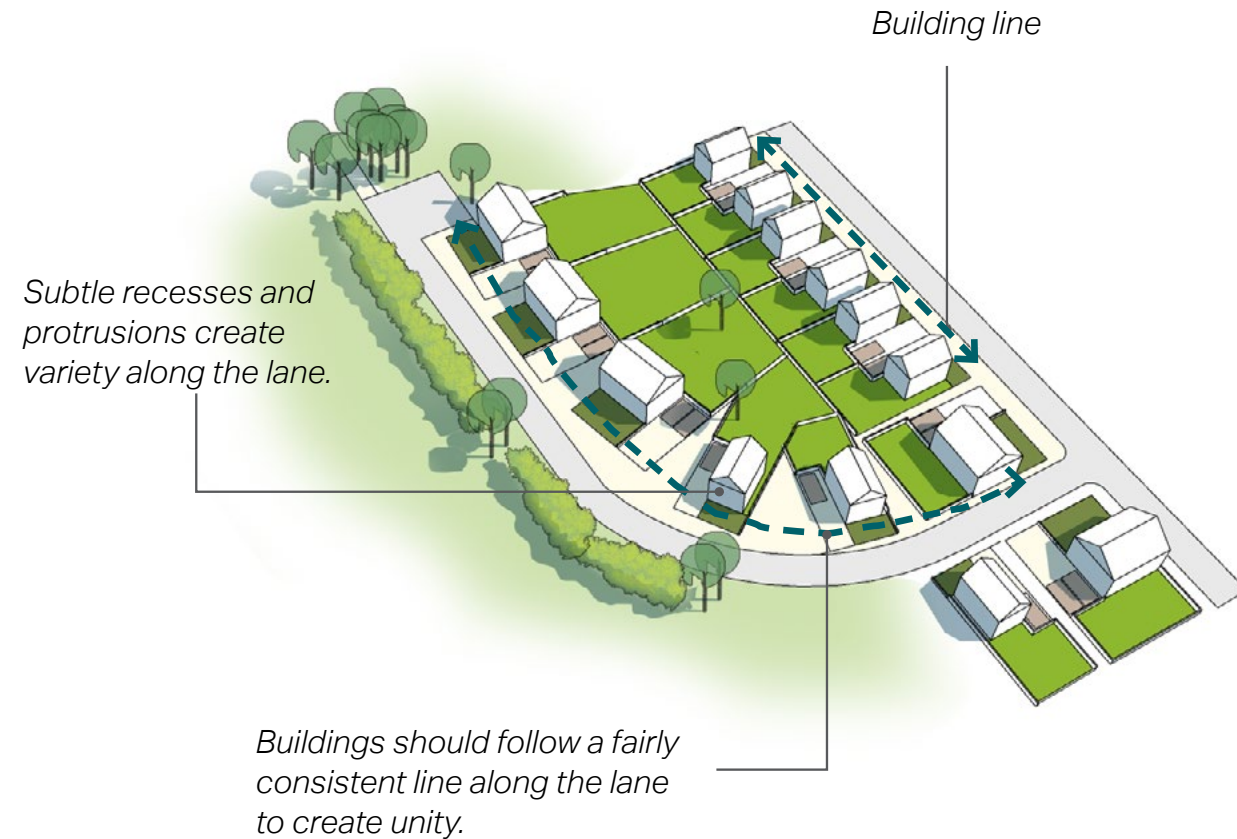 Building line
Subtle recesses and
protrusions create
variety along the lane.
Buildings should follow a fairly
consistent line along the lane
to create unity.